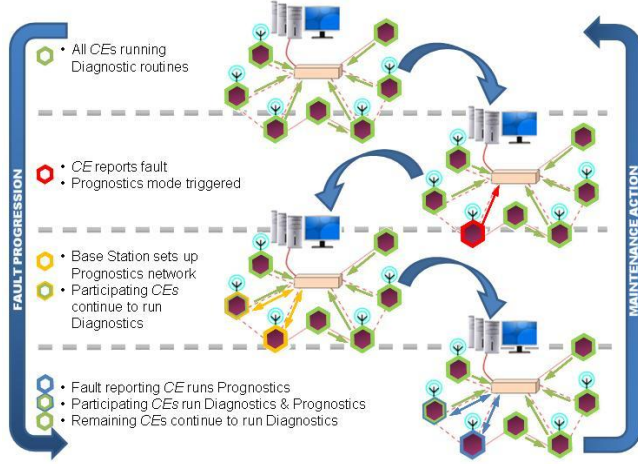 • All CEs running
Diagnostic routines
FAULT PROGRESSION
MAINTENANCE ACTION
• CE reports fault
• Prognostics mode triggered
• Base Station sets up
Prognostics network
• Participating CEs
continue to run
Diagnostics
• Fault reporting CE runs Prognostics
• Participating CEs run Diagnostics & Prognostics
• Remaining CEs continue to run Diagnostics